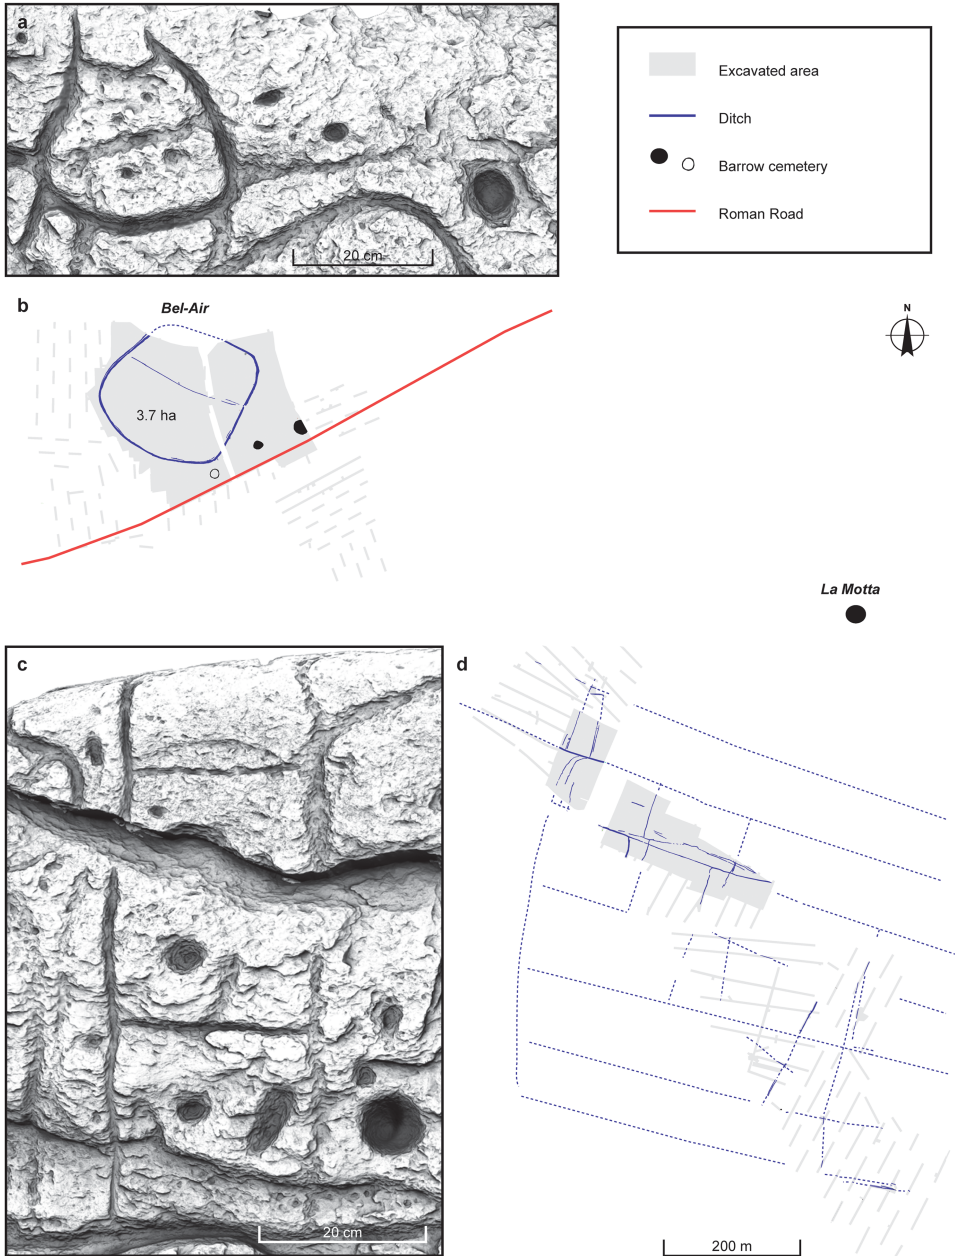 a
20 cm
Excavated area
Ditch
Barrow cemetery
Roman Road
b
Bel-Air
3.7 ha
N
La Motta
c
20 cm
d
200 m